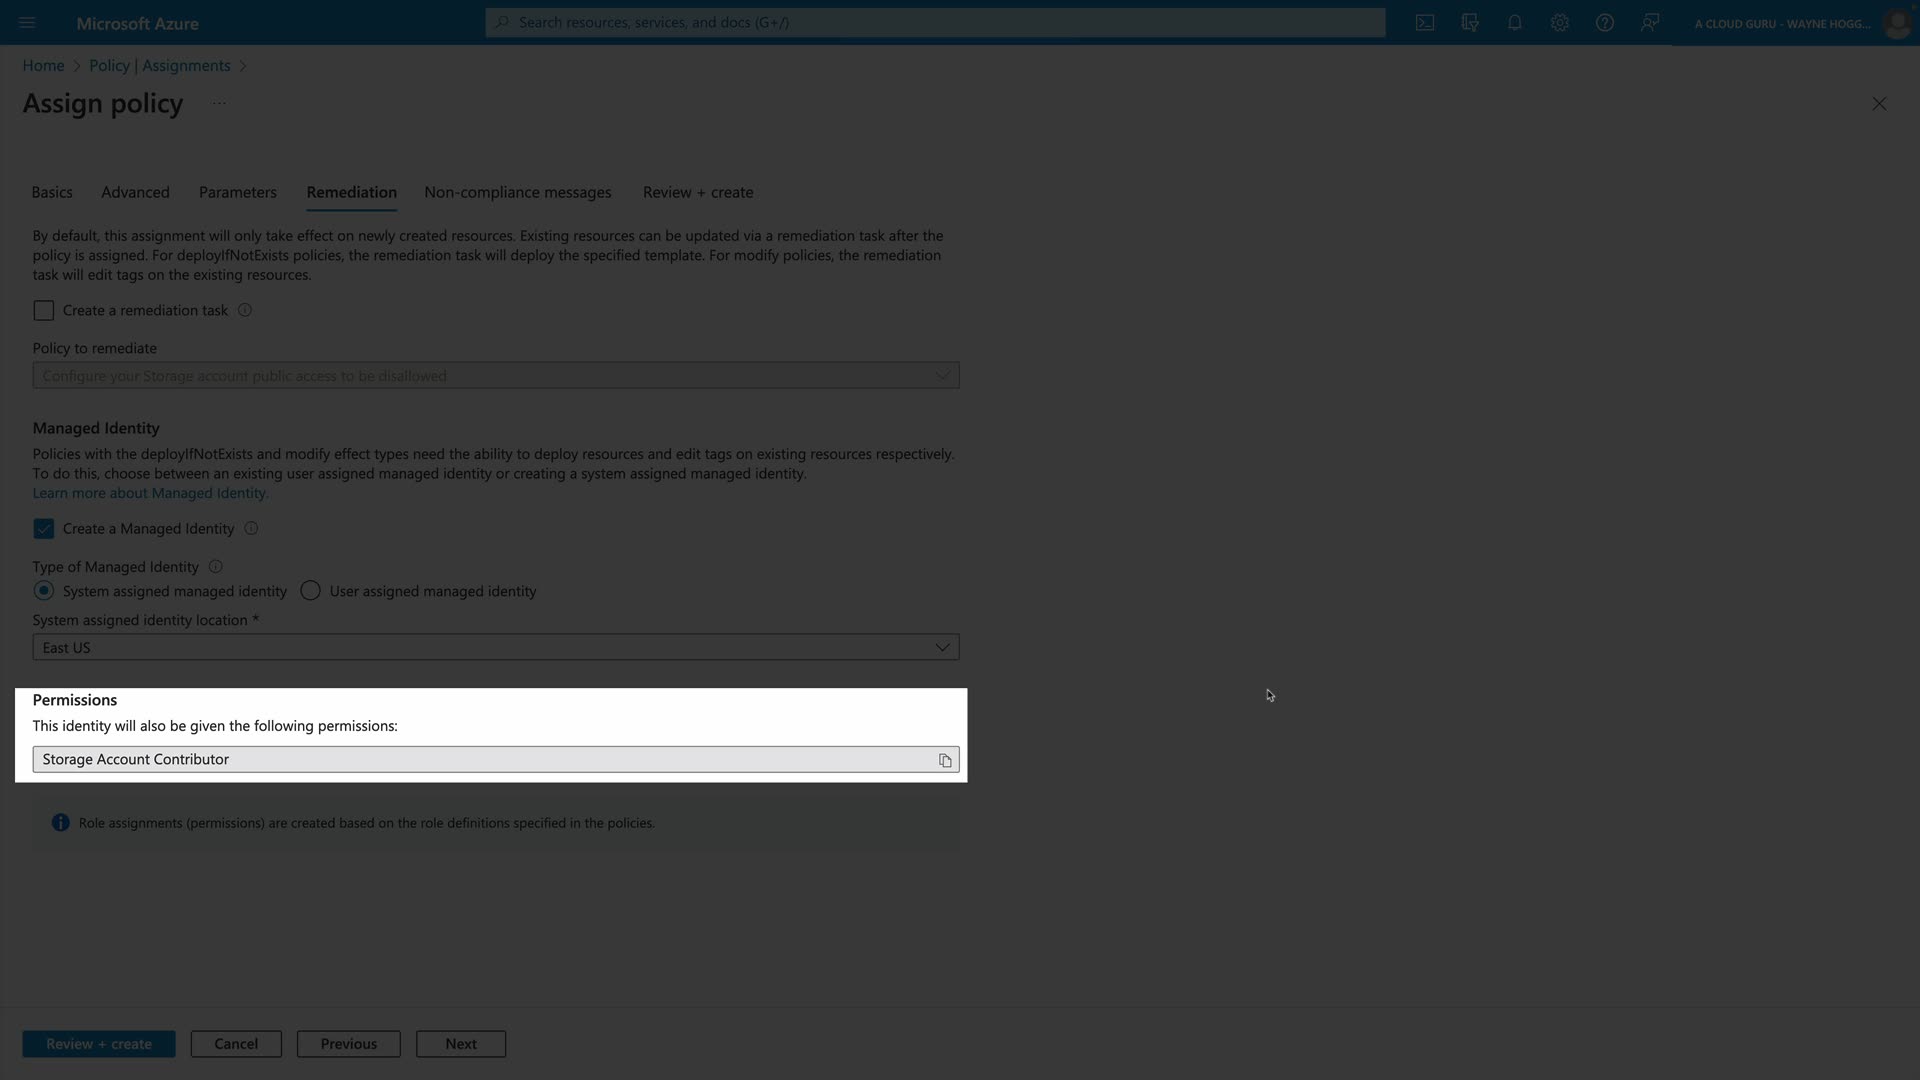 Microsoft Azure
Search resources, services, and docs (G+/)
A CLOUD GURU - WAYNE HOGG...
Home > Policy | Assignments >
Assign policy ...
Basics
Advanced
Parameters
Remediation
Non-compliance messages
Review + create
By default, this assignment will only take effect on newly created resources. Existing resources can be updated via a remediation task after the
policy is assigned. For deployIfNotExists policies, the remediation task will deploy the specified template. For modify policies, the remediation
task will edit tags on the existing resources.
Create a remediation task
Policy to remediate
Configure your Storage account public access to be disallowed
Managed Identity
Policies with the deployIfNotExists and modify effect types need the ability to deploy resources and edit tags on existing resources respectively.
To do this, choose between an existing user assigned managed identity or creating a system assigned managed identity.
Learn more about Managed Identity.
Create a Managed Identity
Type of Managed Identity
System assigned managed identity
User assigned managed identity
System assigned identity location *
East US
Permissions
This identity will also be given the following permissions:
Storage Account Contributor
Role assignments (permissions) are created based on the role definitions specified in the policies.
Review + create
Cancel
Previous
Next